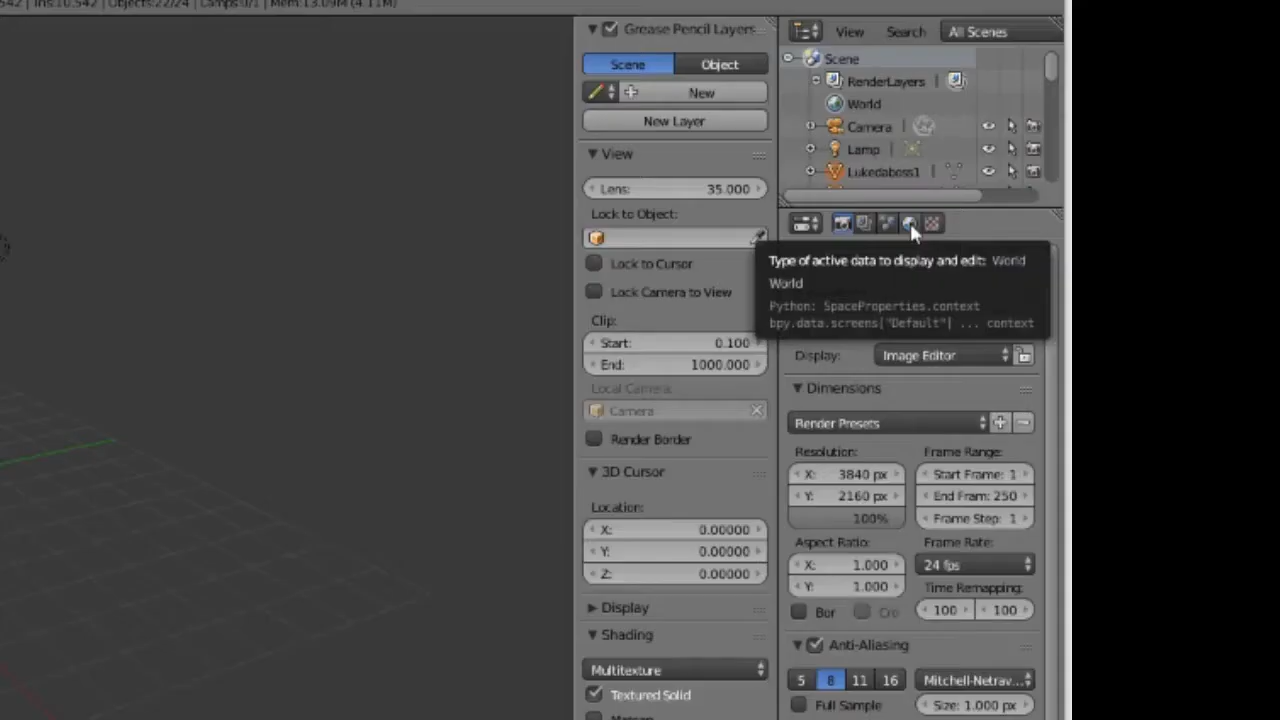 542 | Ins:10.542 | Objects:22/24 | Lamps:0/1 | Mem:13.09M (4.11M)
Grease Pencil Layers
Scene
Object
New
New Layer
View
Lens: 35.000
Lock to Object:
Lock to Cursor
Lock Camera to View
Clip:
Start: 0.100
End: 1000.000
Local Camera:
Camera
Render Border
3D Cursor
Location:
X: 0.00000
Y: 0.00000
Z: 0.00000
Display
Shading
Multitexture
Textured Solid
View
Search
All Scenes
Scene
RenderLayers
World
Camera
Lamp
Lukedaboss1
Type of active data to display and edit: World
World
Python: SpaceProperties.context
bpy.data.screens["Default"] ... context
Display: Image Editor
Dimensions
Render Presets
Resolution:
X: 3840 px
Y: 2160 px
100%
Frame Range:
Start Frame: 1
End Fram: 250
Frame Step: 1
Aspect Ratio:
X: 1.000
Y: 1.000
Bor
Cro
Frame Rate:
24 fps
Time Remapping:
100
100
Anti-Aliasing
5 8 11 16
Mitchell-Netrav...
Full Sample
Size: 1.000 px